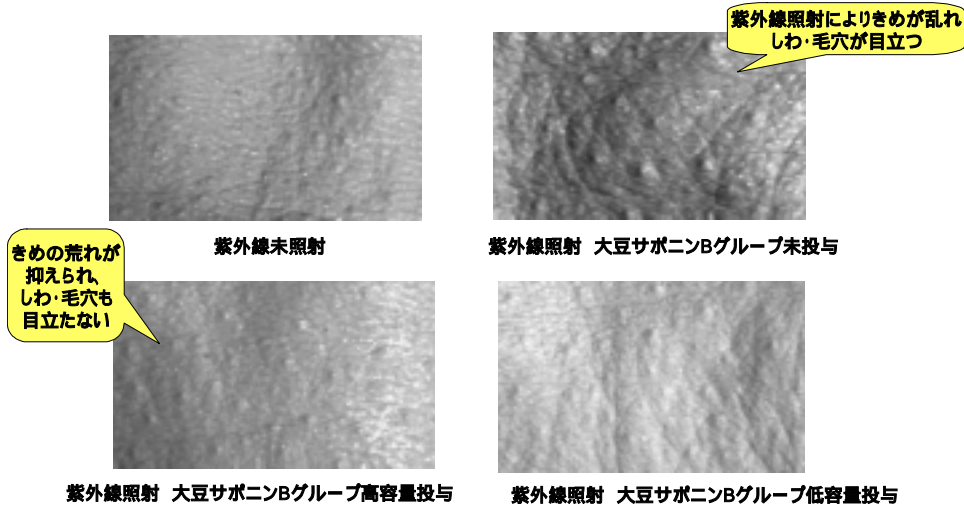 紫外線照射によりきめが乱れ
しわ・毛穴が目立つ
紫外線未照射
紫外線照射 大豆サポニンBグループ未投与
きめの荒れが
抑えられ、
しわ・毛穴も
目立たない
紫外線照射 大豆サポニンBグループ高容量投与
紫外線照射 大豆サポニンBグループ低容量投与